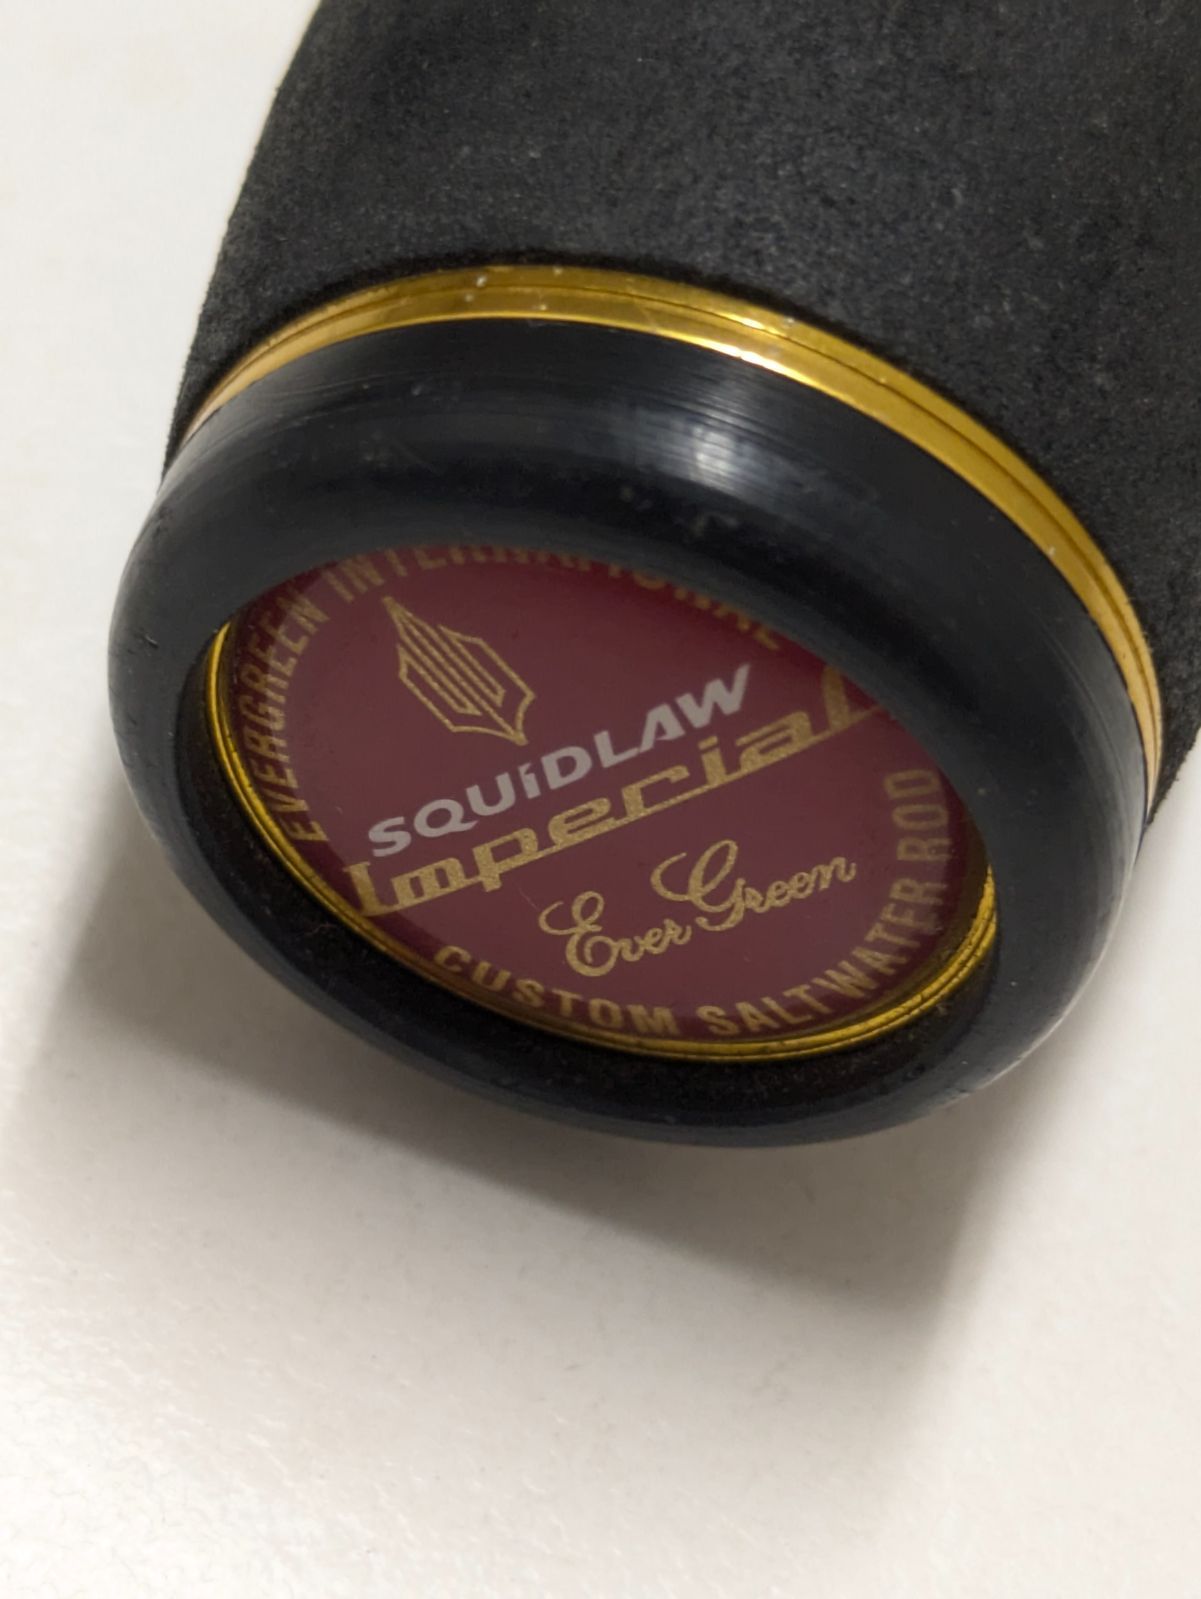 EVERGREEN INTERNATIONAL
SQUiDLAW
Imperial
Ever Green
CUSTOM SALTWATER ROD